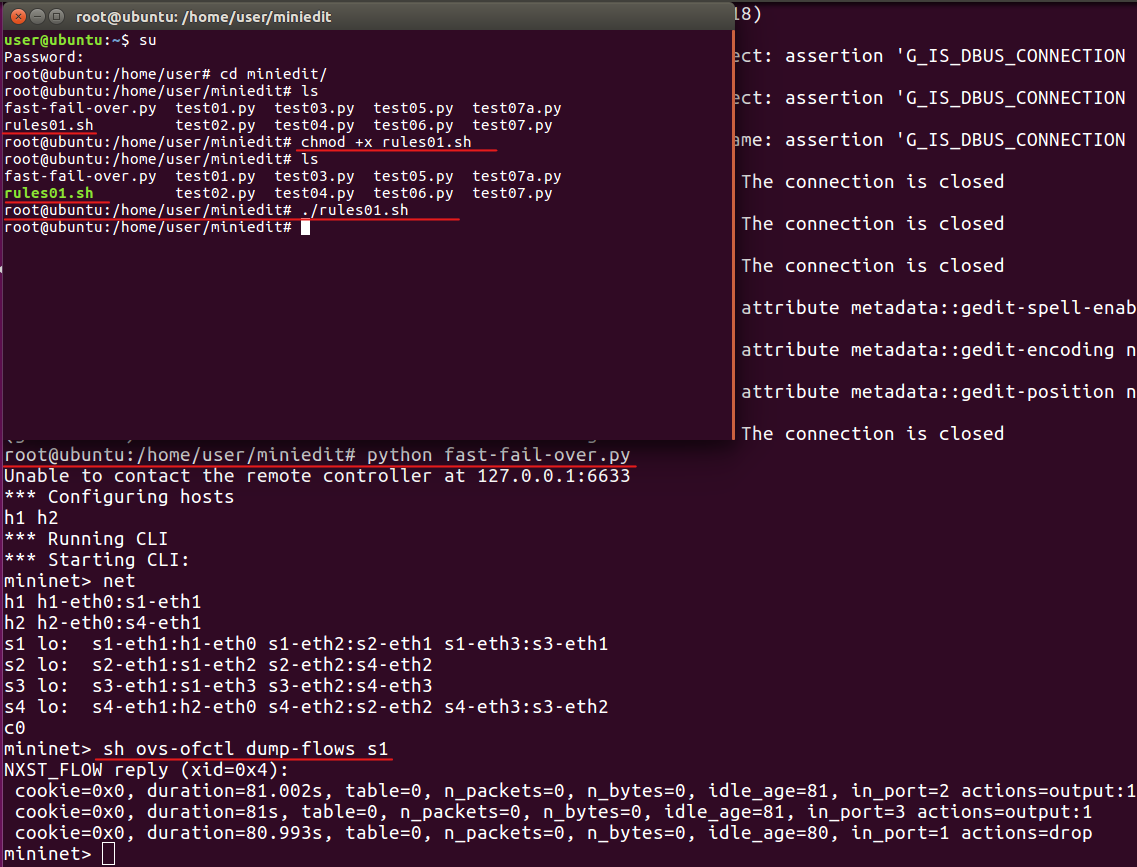 root@ubuntu: /home/user/miniedit
user@ubuntu:~$ su
Password:
root@ubuntu:/home/user# cd miniedit/
root@ubuntu:/home/user/miniedit# ls
fast-fail-over.py  test01.py  test03.py  test05.py  test07a.py
rules01.sh         test02.py  test04.py  test06.py  test07.py
root@ubuntu:/home/user/miniedit# chmod +x rules01.sh
root@ubuntu:/home/user/miniedit# ls
fast-fail-over.py  test01.py  test03.py  test05.py  test07a.py
rules01.sh         test02.py  test04.py  test06.py  test07.py
root@ubuntu:/home/user/miniedit# ./rules01.sh
root@ubuntu:/home/user/miniedit#
18)
ect: assertion 'G_IS_DBUS_CONNECTION
ect: assertion 'G_IS_DBUS_CONNECTION
ame: assertion 'G_IS_DBUS_CONNECTION
The connection is closed
The connection is closed
The connection is closed
attribute metadata::gedit-spell-enab
attribute metadata::gedit-encoding n
attribute metadata::gedit-position n
The connection is closed
root@ubuntu:/home/user/miniedit# python fast-fail-over.py
Unable to contact the remote controller at 127.0.0.1:6633
*** Configuring hosts
h1 h2
*** Running CLI
*** Starting CLI:
mininet> net
h1 h1-eth0:s1-eth1
h2 h2-eth0:s4-eth1
s1 lo:  s1-eth1:h1-eth0 s1-eth2:s2-eth1 s1-eth3:s3-eth1
s2 lo:  s2-eth1:s1-eth2 s2-eth2:s4-eth2
s3 lo:  s3-eth1:s1-eth3 s3-eth2:s4-eth3
s4 lo:  s4-eth1:h2-eth0 s4-eth2:s2-eth2 s4-eth3:s3-eth2
c0
mininet> sh ovs-ofctl dump-flows s1
NXST_FLOW reply (xid=0x4):
 cookie=0x0, duration=81.002s, table=0, n_packets=0, n_bytes=0, idle_age=81, in_port=2 actions=output:1
 cookie=0x0, duration=81s, table=0, n_packets=0, n_bytes=0, idle_age=81, in_port=3 actions=output:1
 cookie=0x0, duration=80.993s, table=0, n_packets=0, n_bytes=0, idle_age=80, in_port=1 actions=drop
mininet>